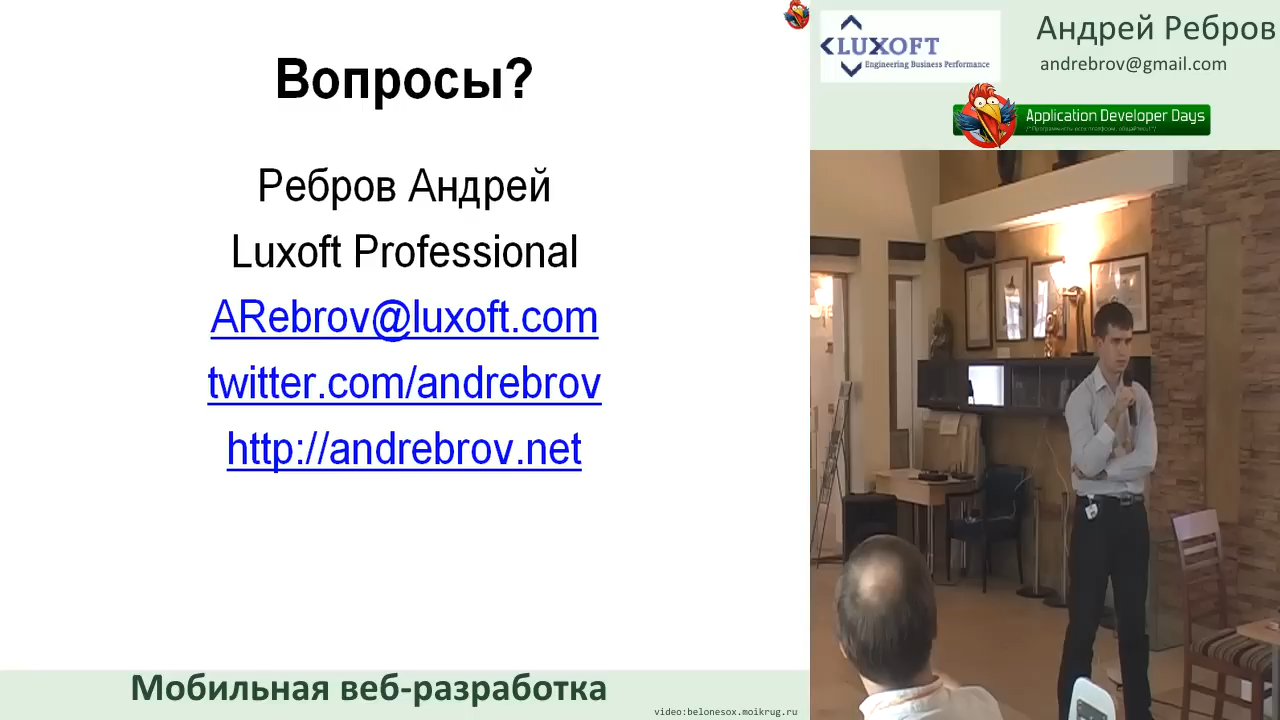 Вопросы?
Ребров Андрей
Luxoft Professional
ARebrov@luxoft.com
twitter.com/andrebrov
http://andrebrov.net
Мобильная веб-разработка
video:belonesox.moikrug.ru
LUXOFT
Engineering Business Performance
Андрей Ребров
andrebrov@gmail.com
Application Developer Days